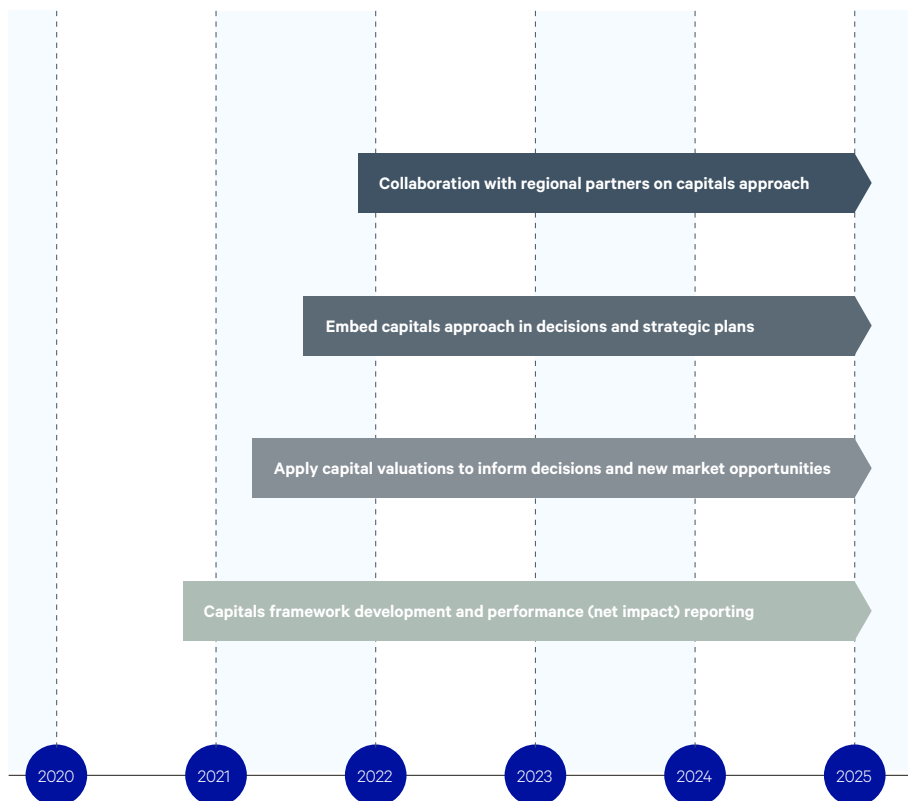 Collaboration with regional partners on capitals approach
Embed capitals approach in decisions and strategic plans
Apply capital valuations to inform decisions and new market opportunities
Capitals framework development and performance (net impact) reporting
2020
2021
2022
2023
2024
2025